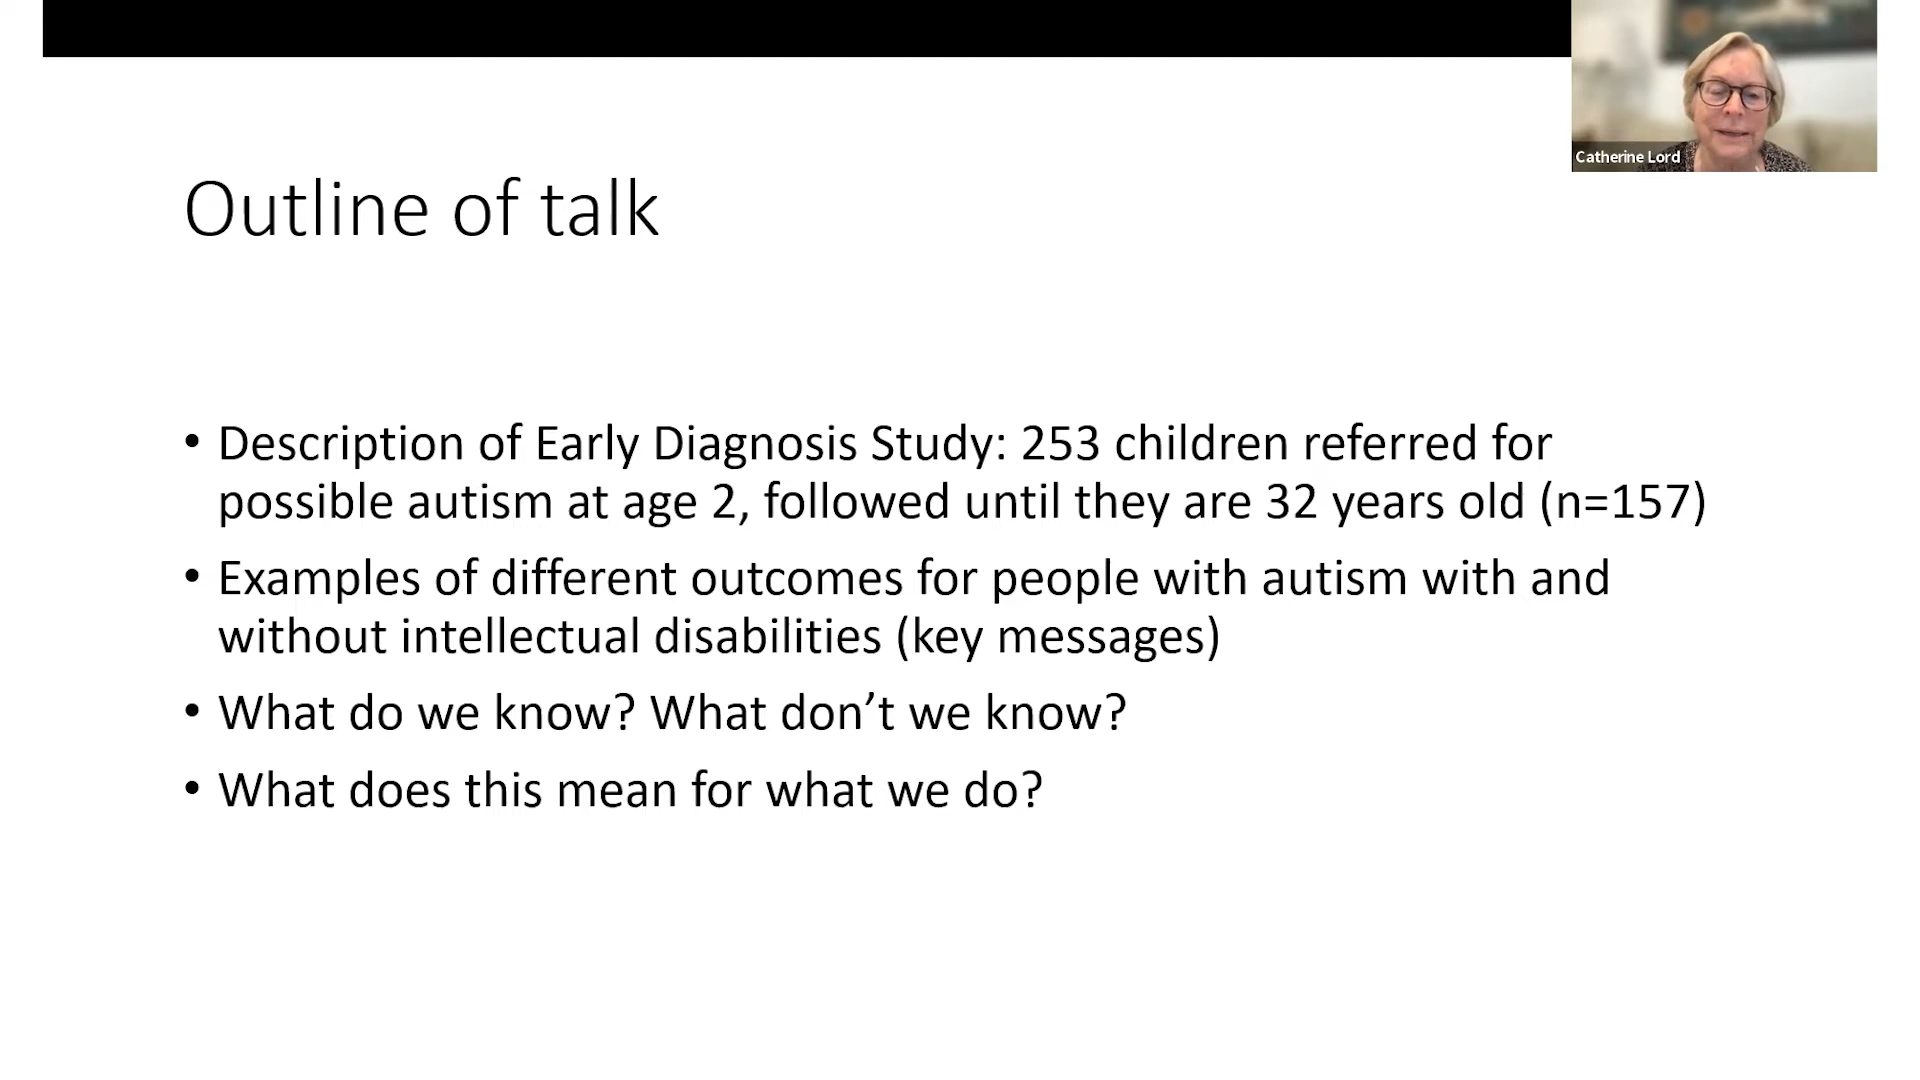 Catherine Lord
Outline of talk
• Description of Early Diagnosis Study: 253 children referred for
possible autism at age 2, followed until they are 32 years old (n=157)
• Examples of different outcomes for people with autism with and
without intellectual disabilities (key messages)
• What do we know? What don’t we know?
• What does this mean for what we do?